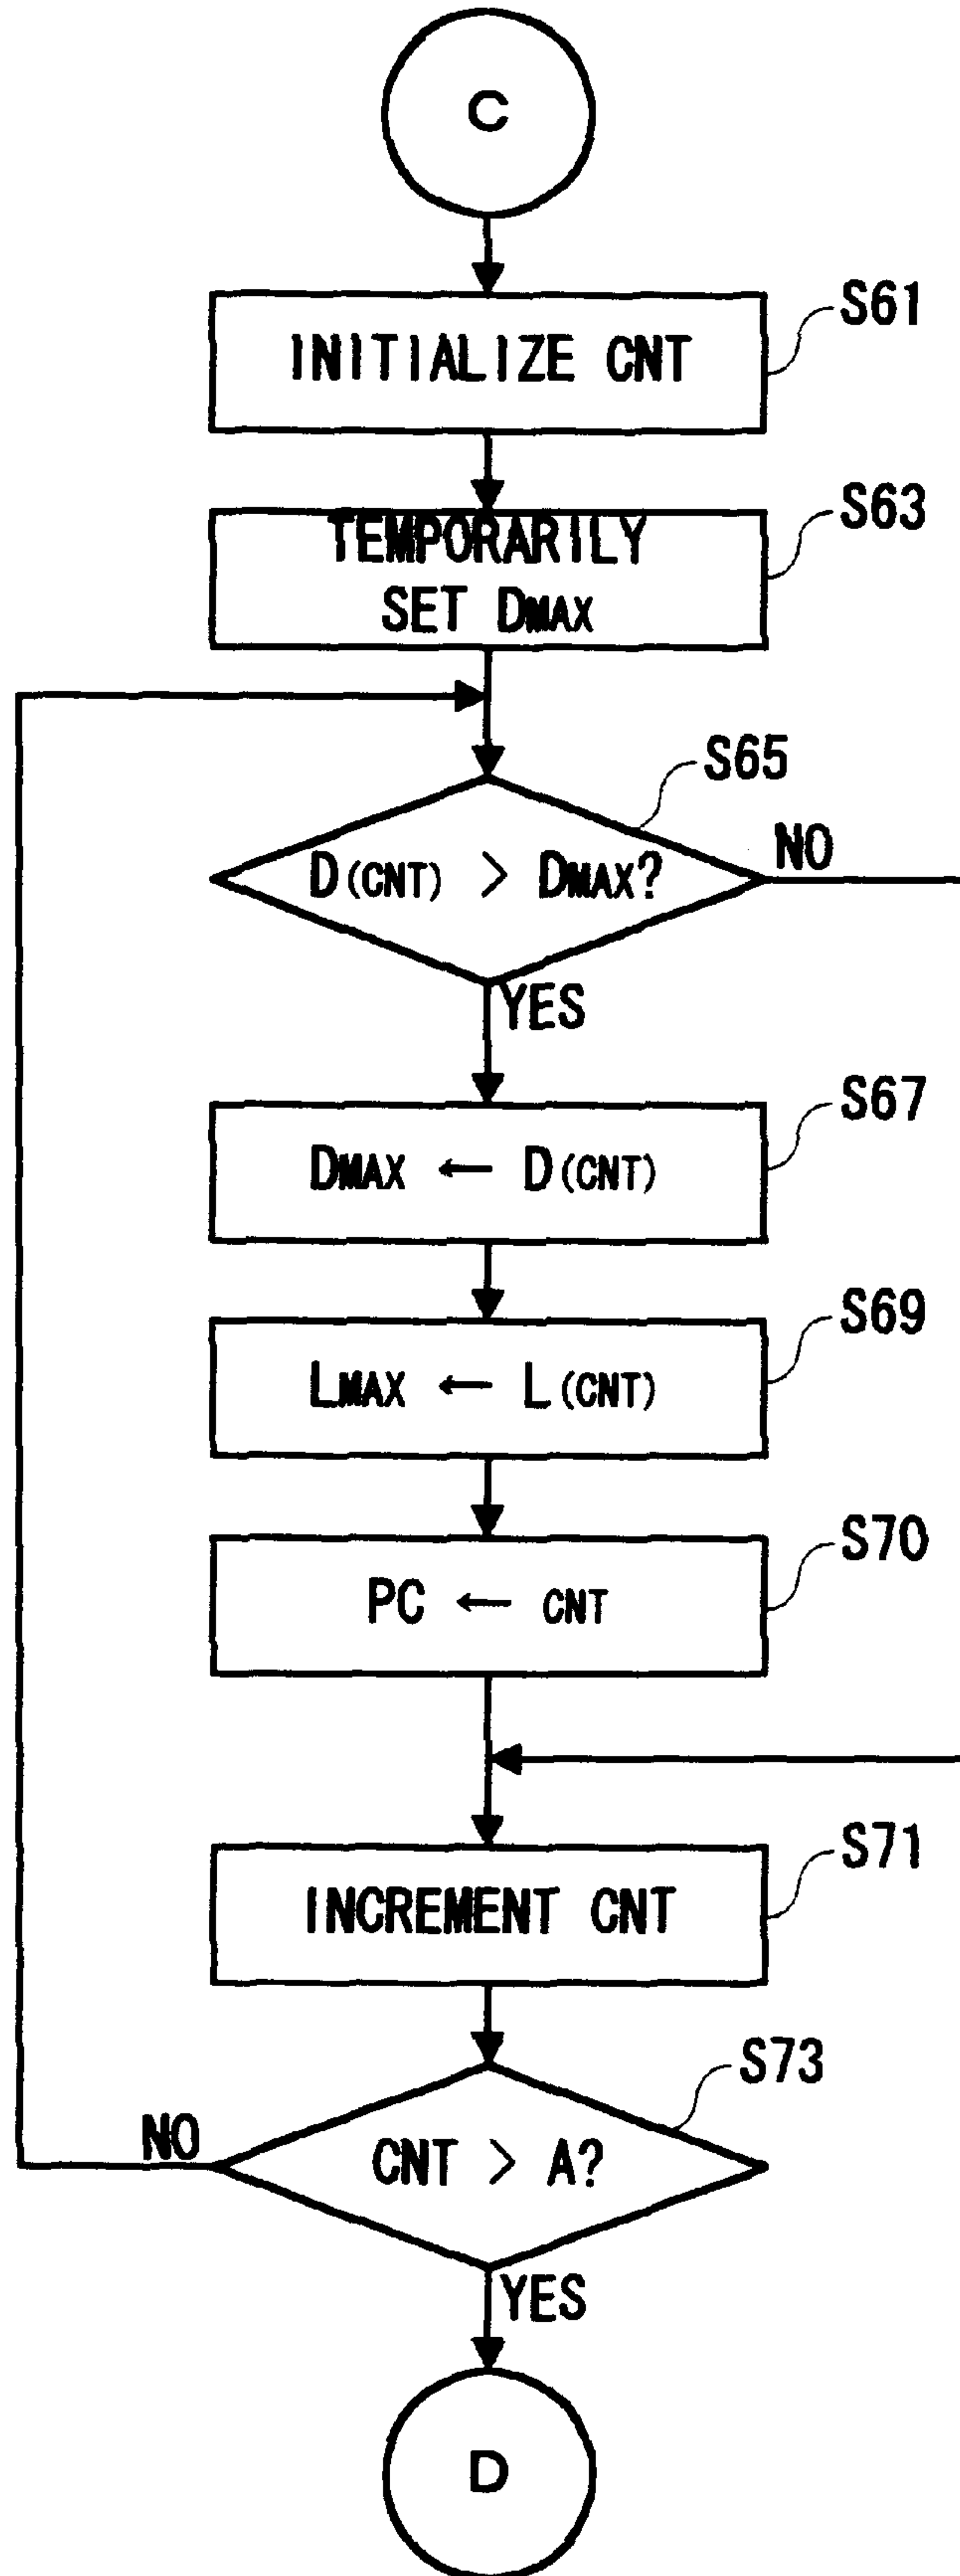 C
INITIALIZE CNT
S61
TEMPORARILY
SET DMAX
S63
S65
D(CNT) > DMAX?
NO
YES
DMAX ← D(CNT)
S67
LMAX ← L(CNT)
S69
PC ← CNT
S70
INCREMENT CNT
S71
S73
CNT > A?
NO
YES
D